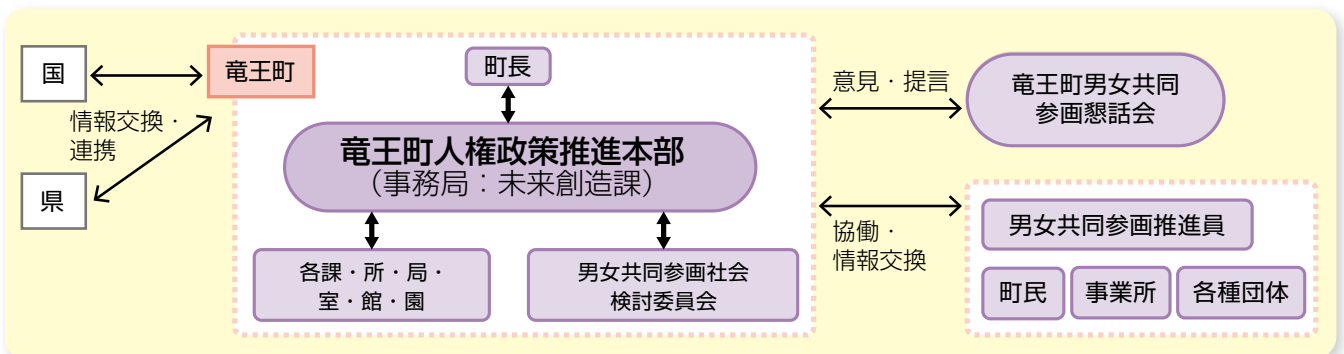 国
竜王町
情報交換・
連携
県
町長
竜王町人権政策推進本部
（事務局：未来創造課）
各課・所・局・
室・館・園
男女共同参画社会
検討委員会
意見・提言
竜王町男女共同
参画懇話会
協働・
情報交換
男女共同参画推進員
町民
事業所
各種団体